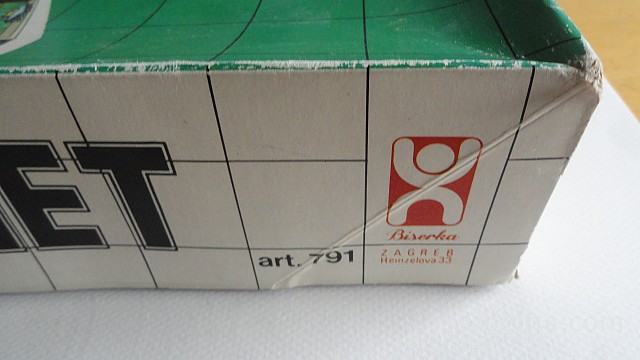 ET
art. 791
Biserka
ZAGREB
Heinzelova 33